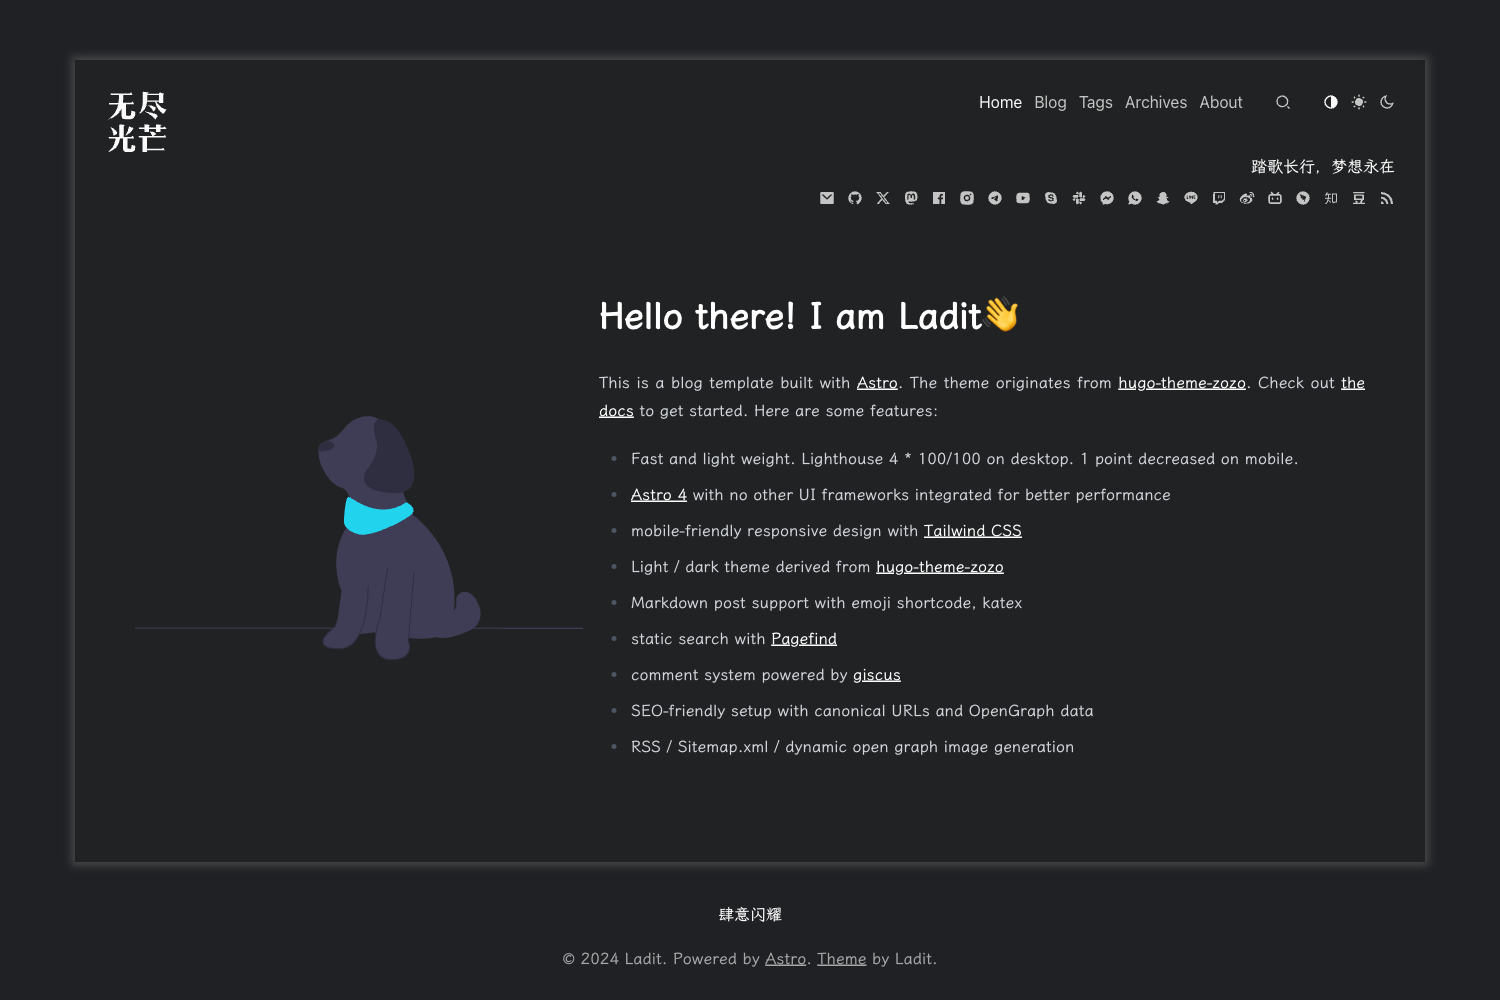 无尽
光芒
Home Blog Tags Archives About
踏歌长行，梦想永在
知 豆
Hello there! I am Ladit👋
This is a blog template built with Astro. The theme originates from hugo-theme-zozo. Check out the
docs to get started. Here are some features:
Fast and light weight. Lighthouse 4 * 100/100 on desktop. 1 point decreased on mobile.
Astro 4 with no other UI frameworks integrated for better performance
mobile-friendly responsive design with Tailwind CSS
Light / dark theme derived from hugo-theme-zozo
Markdown post support with emoji shortcode, katex
static search with Pagefind
comment system powered by giscus
SEO-friendly setup with canonical URLs and OpenGraph data
RSS / Sitemap.xml / dynamic open graph image generation
肆意闪耀
© 2024 Ladit. Powered by Astro. Theme by Ladit.